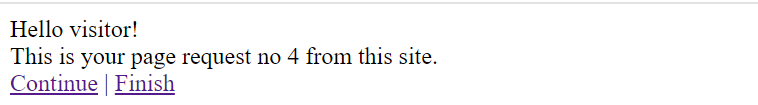 Hello visitor!
This is your page request no 4 from this site.
Continue | Finish